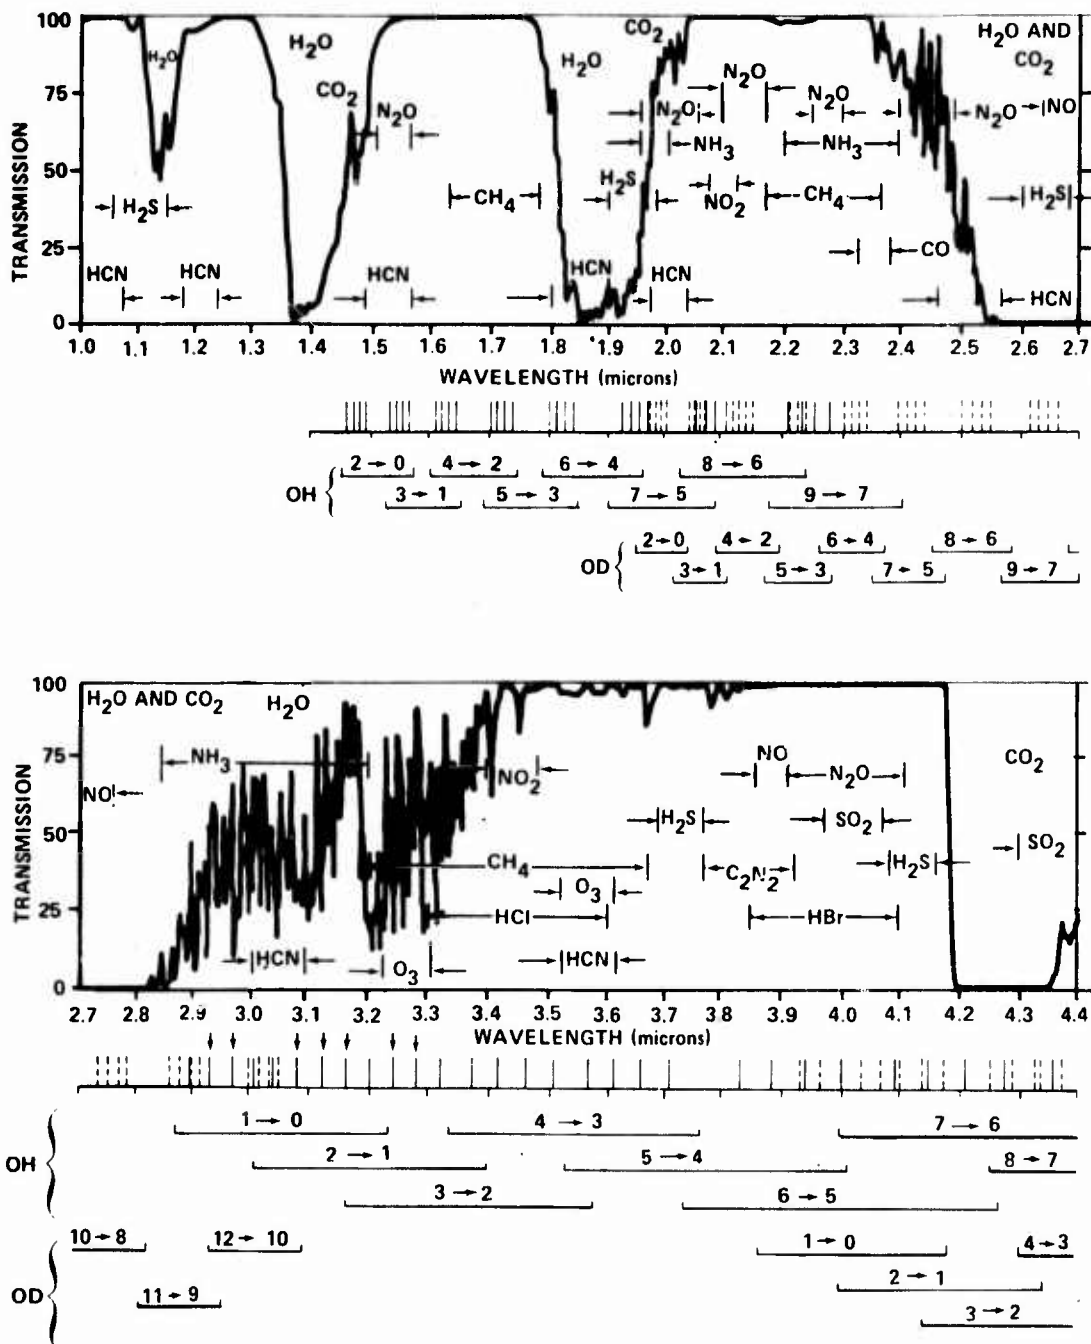 100
75
50
25
0
TRANSMISSION
H₂O
H₂O
CO₂
N₂O
H₂O
CO₂
N₂O
N₂O
N₂O
H₂O AND
CO₂
N₂O
NO
NH₃
NH₃
H₂S
CH₄
H₂S
NO₂
CH₄
H₂S
CO
HCN
HCN
HCN
HCN
HCN
HCN
1.0 1.1 1.2 1.3 1.4 1.5 1.6 1.7 1.8 1.9 2.0 2.1 2.2 2.3 2.4 2.5 2.6 2.7
WAVELENGTH (microns)
OH
2 → 0 4 → 2 6 → 4 8 → 6
3 → 1 5 → 3 7 → 5 9 → 7
OD
2 → 0 4 → 2 6 → 4 8 → 6
3 → 1 5 → 3 7 → 5 9 → 7
100
75
50
25
0
TRANSMISSION
H₂O AND CO₂ H₂O
NH₃
NO
NO₂
NO
N₂O
CO₂
H₂S
SO₂
SO₂
CH₄
C₂N₂
H₂S
O₃
HCl
HBr
HCN
O₃
HCN
2.7 2.8 2.9 3.0 3.1 3.2 3.3 3.4 3.5 3.6 3.7 3.8 3.9 4.0 4.1 4.2 4.3 4.4
WAVELENGTH (microns)
OH
1 → 0 4 → 3 7 → 6
2 → 1 5 → 4 8 → 7
3 → 2 6 → 5
OD
10 → 8 12 → 10 1 → 0 4 → 3
2 → 1
11 → 9 3 → 2